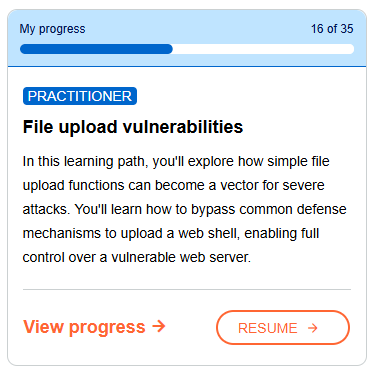 My progress 16 of 35
PRACTITIONER
File upload vulnerabilities
In this learning path, you'll explore how simple file
upload functions can become a vector for severe
attacks. You'll learn how to bypass common defense
mechanisms to upload a web shell, enabling full
control over a vulnerable web server.
View progress → RESUME →